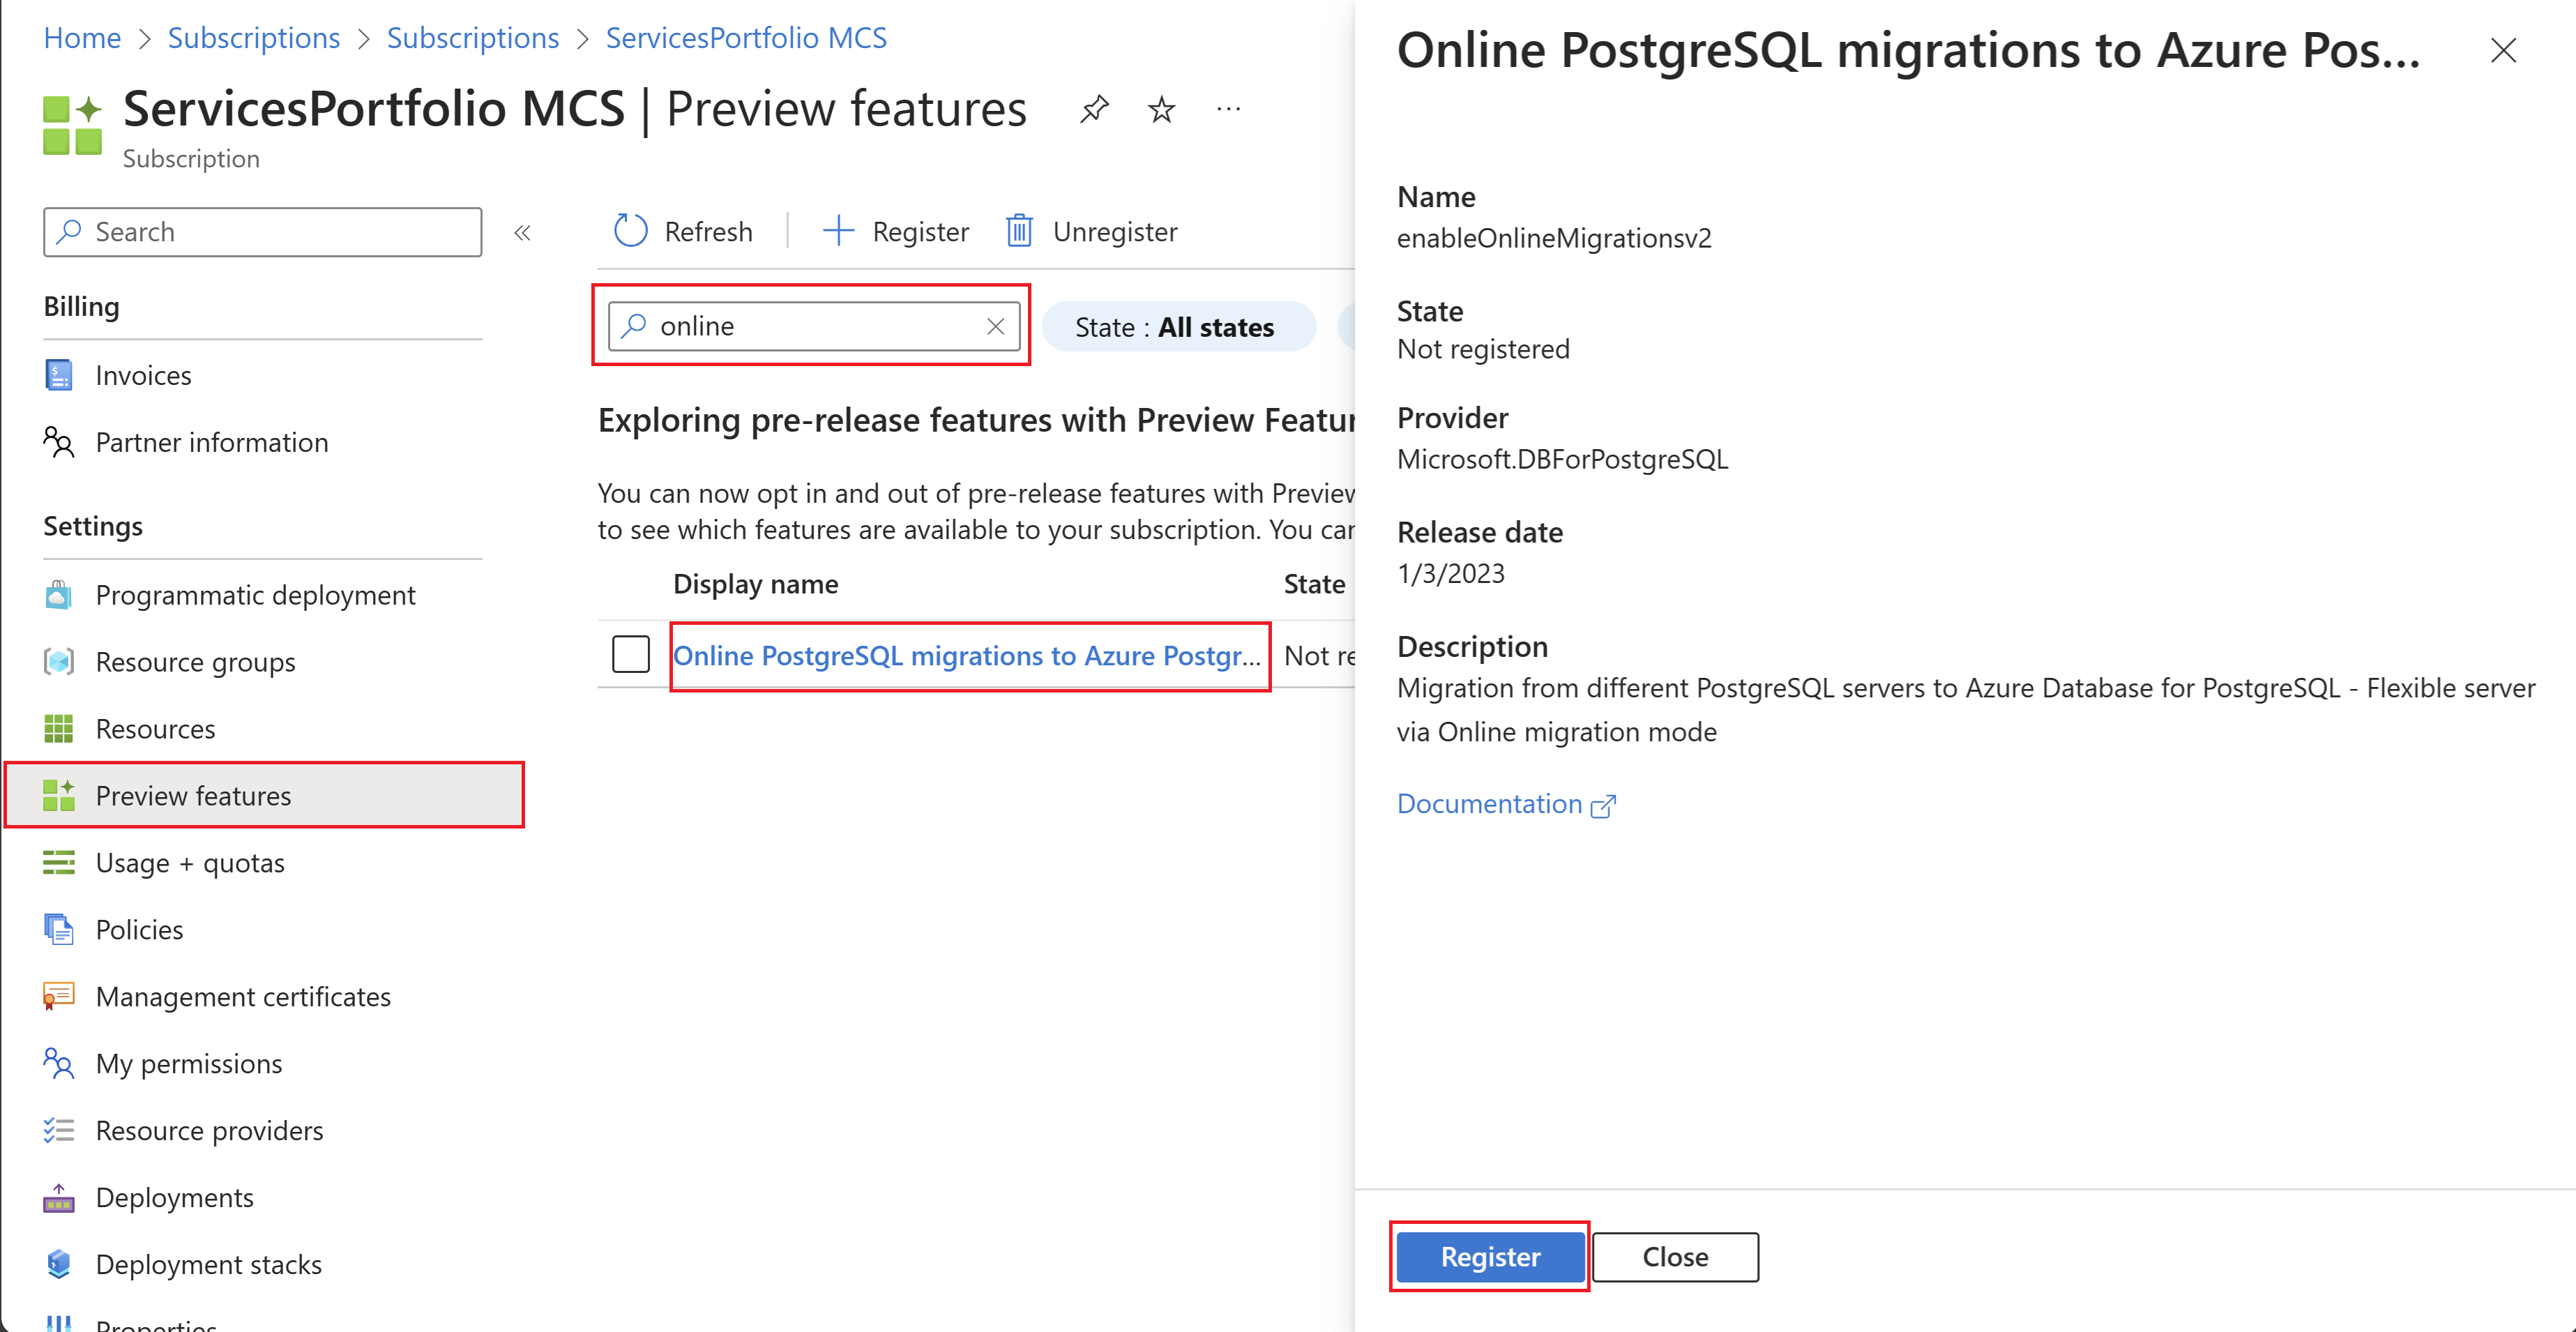 Home > Subscriptions > Subscriptions > ServicesPortfolio MCS
ServicesPortfolio MCS | Preview features
Subscription
Search
Billing
Invoices
Partner information
Settings
Programmatic deployment
Resource groups
Resources
Preview features
Usage + quotas
Policies
Management certificates
My permissions
Resource providers
Deployments
Deployment stacks
Properties
Refresh
Register
Unregister
online
State : All states
Exploring pre-release features with Preview Featur
You can now opt in and out of pre-release features with Preview
to see which features are available to your subscription. You car
Display name State
Online PostgreSQL migrations to Azure Postgr... Not re
Online PostgreSQL migrations to Azure Pos...
Name
enableOnlineMigrationsv2
State
Not registered
Provider
Microsoft.DBForPostgreSQL
Release date
1/3/2023
Description
Migration from different PostgreSQL servers to Azure Database for PostgreSQL - Flexible server
via Online migration mode
Documentation
Register
Close